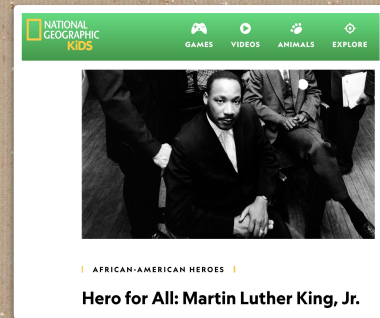 NATIONAL
GEOGRAPHIC
KiDS
GAMES VIDEOS ANIMALS EXPLORE
AFRICAN-AMERICAN HEROES
Hero for All: Martin Luther King, Jr.